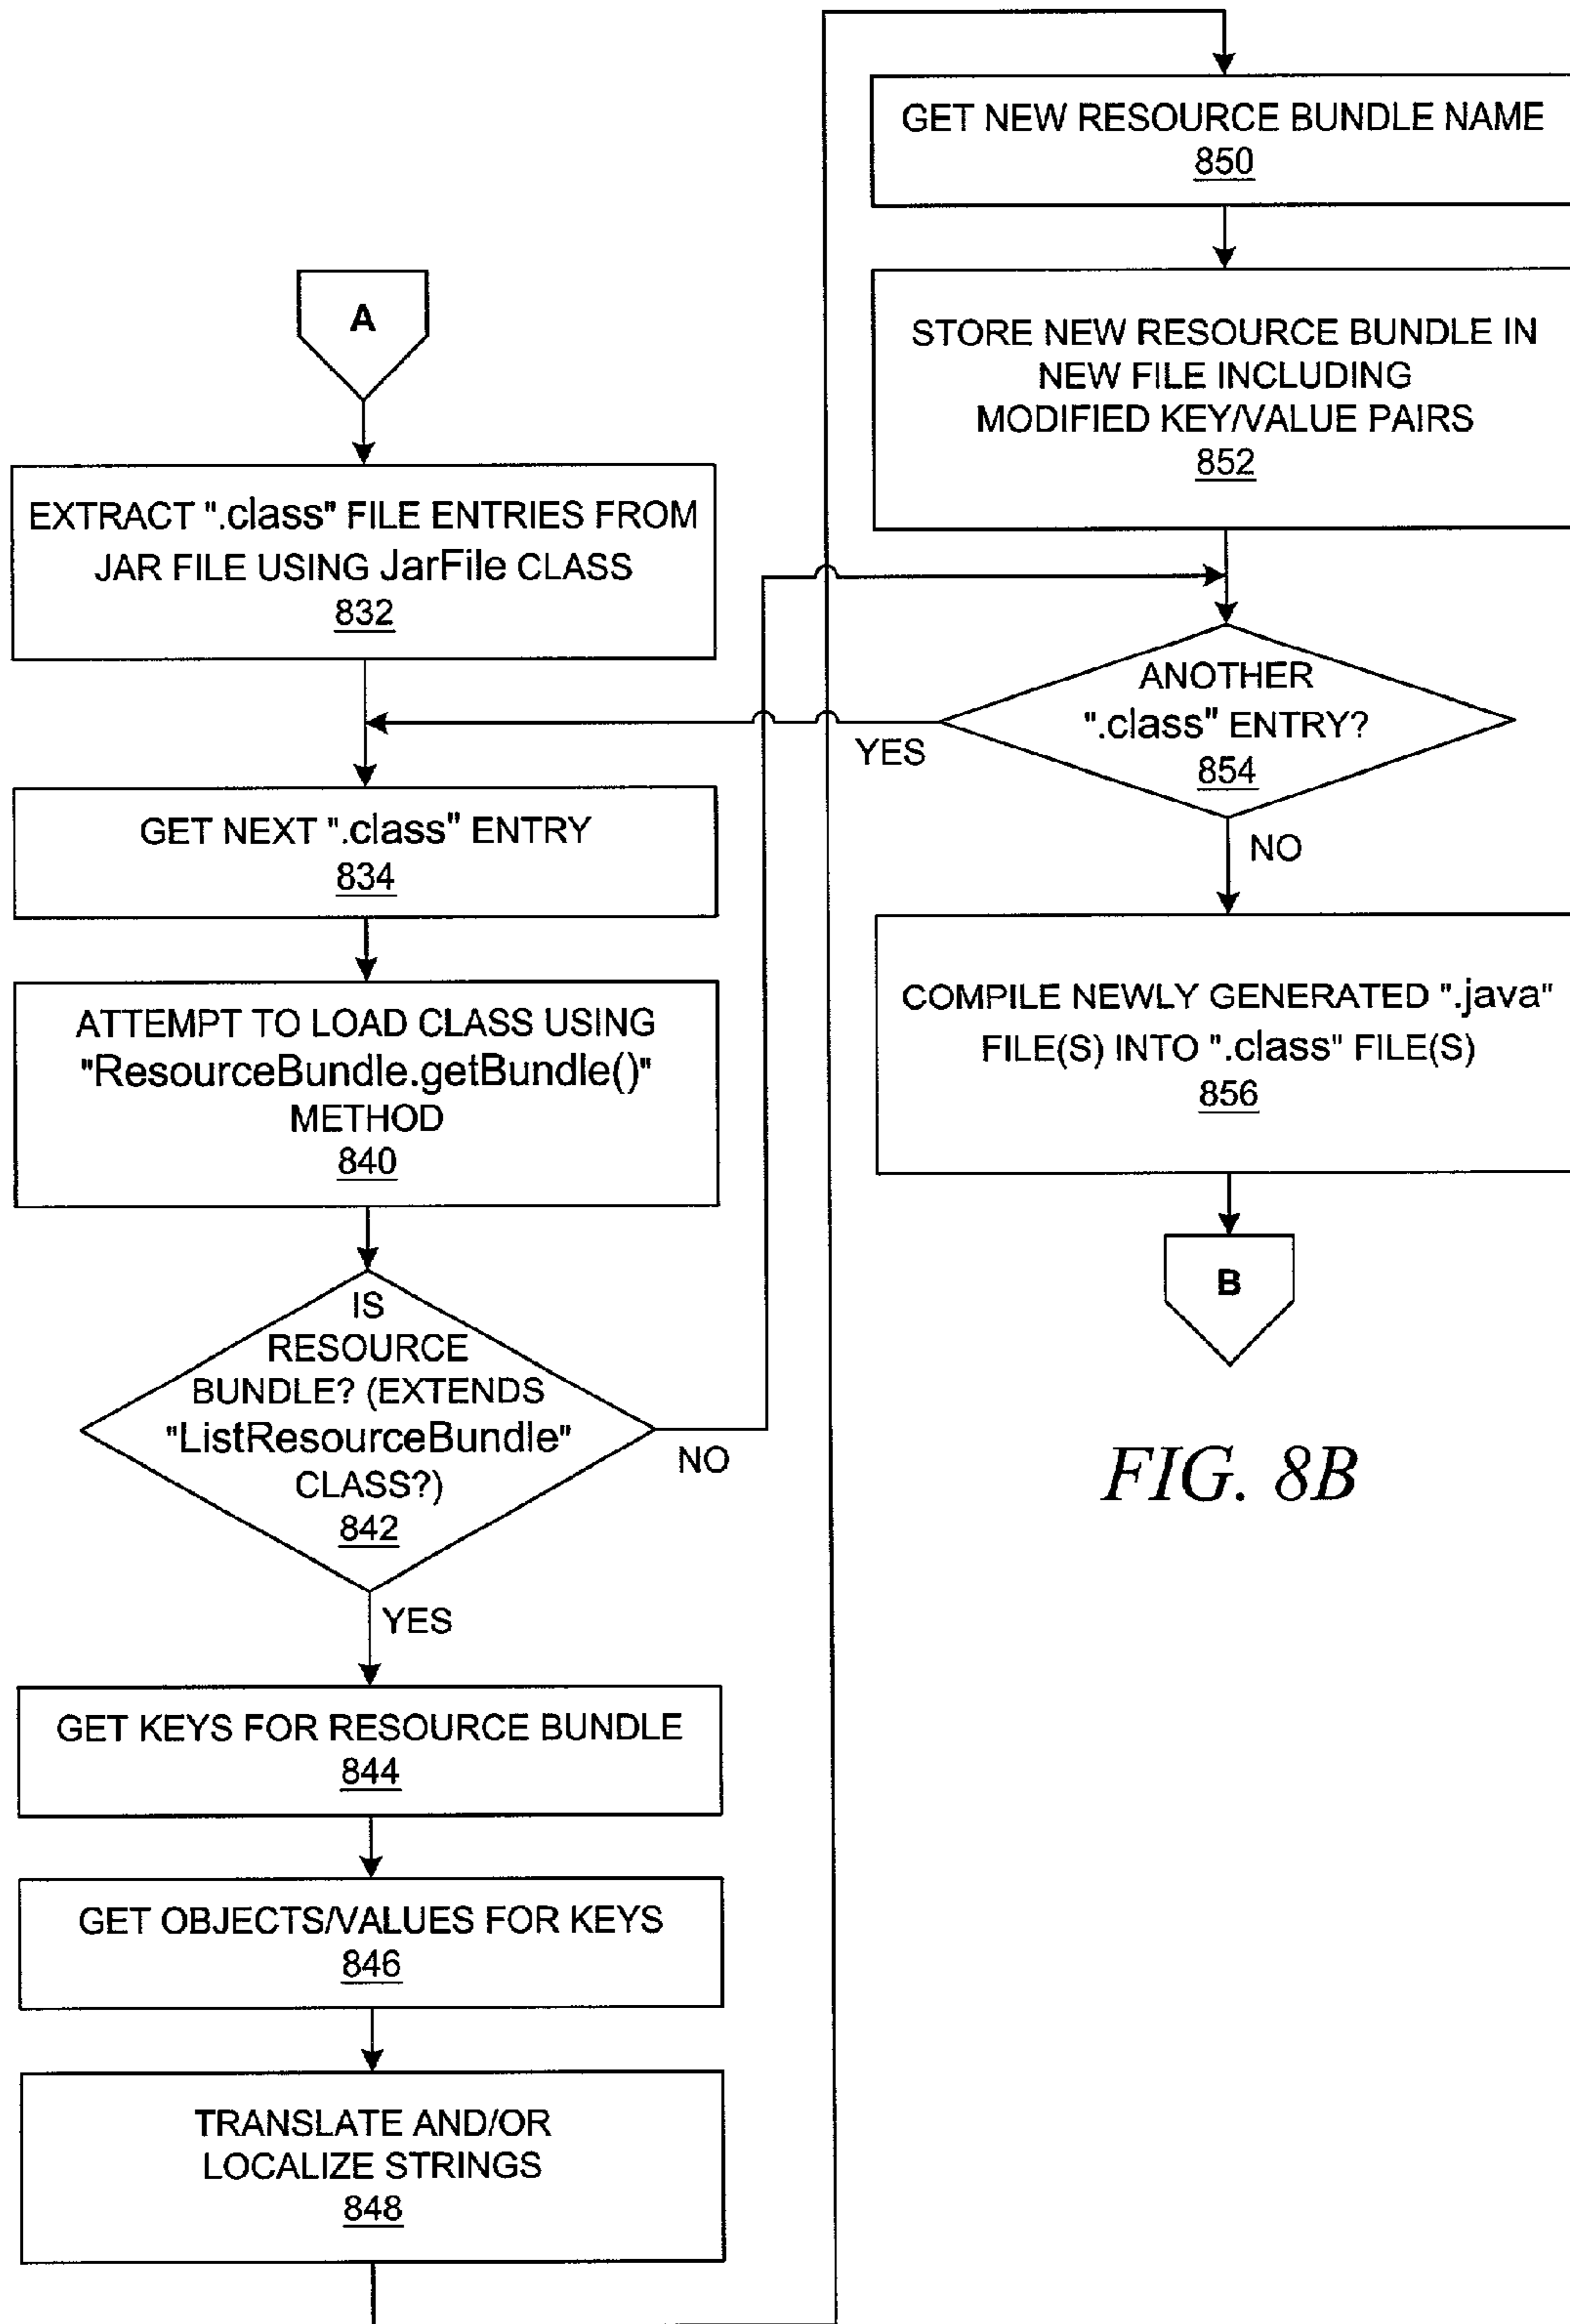 A
EXTRACT ".class" FILE ENTRIES FROM
JAR FILE USING JarFile CLASS
832
GET NEXT ".class" ENTRY
834
ATTEMPT TO LOAD CLASS USING
"ResourceBundle.getBundle()"
METHOD
840
IS
RESOURCE
BUNDLE? (EXTENDS
"ListResourceBundle"
CLASS?)
842
NO
YES
GET KEYS FOR RESOURCE BUNDLE
844
GET OBJECTS/VALUES FOR KEYS
846
TRANSLATE AND/OR
LOCALIZE STRINGS
848
GET NEW RESOURCE BUNDLE NAME
850
STORE NEW RESOURCE BUNDLE IN
NEW FILE INCLUDING
MODIFIED KEY/VALUE PAIRS
852
ANOTHER
".class" ENTRY?
854
YES
NO
COMPILE NEWLY GENERATED ".java"
FILE(S) INTO ".class" FILE(S)
856
B
FIG. 8B